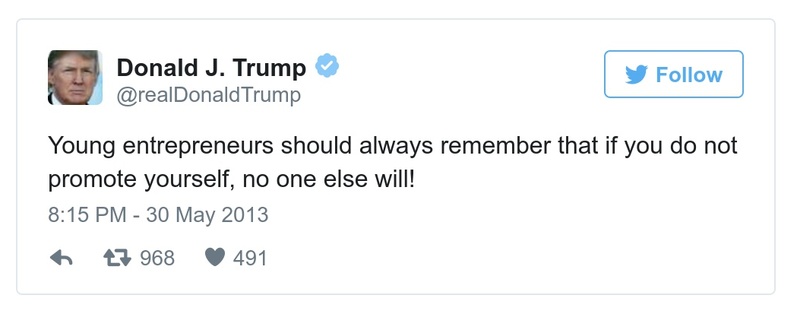 Donald J. Trump
@realDonaldTrump
Follow
Young entrepreneurs should always remember that if you do not
promote yourself, no one else will!
8:15 PM - 30 May 2013
968 491